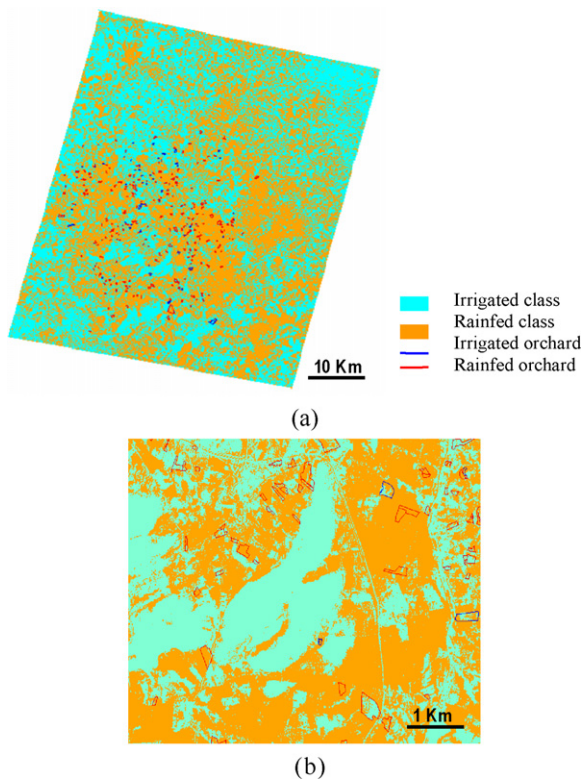 Irrigated class
Rainfed class
Irrigated orchard
Rainfed orchard
10 Km
(a)
1 Km
(b)